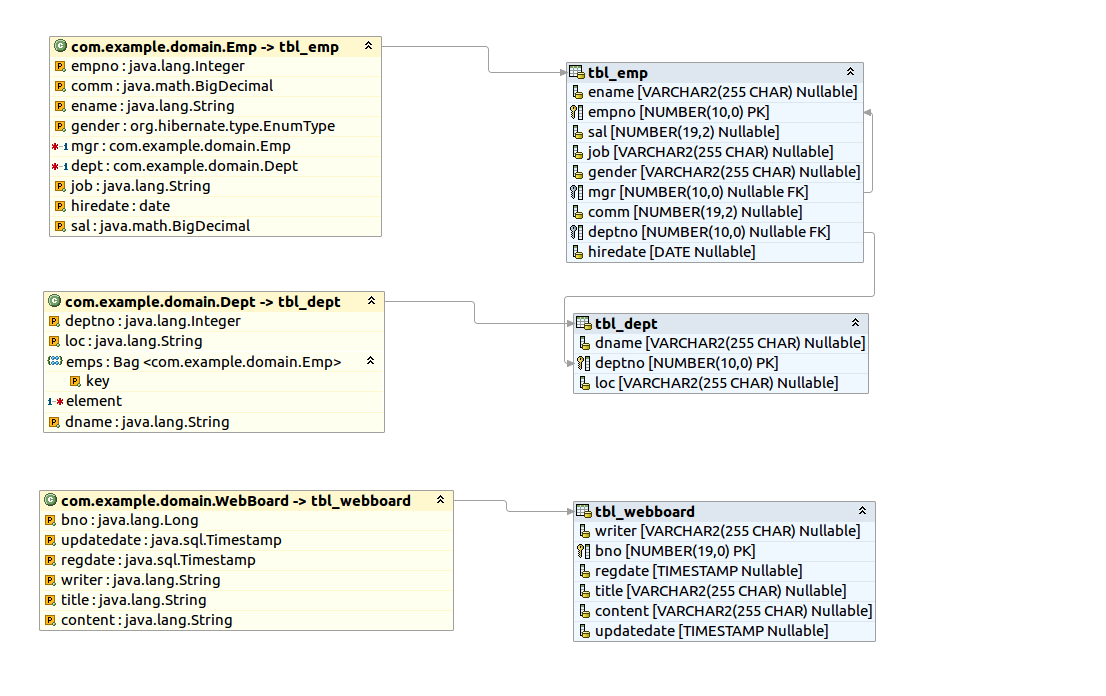 com.example.domain.Emp -> tbl_emp
empno : java.lang.Integer
comm : java.math.BigDecimal
ename : java.lang.String
gender : org.hibernate.type.EnumType
mgr : com.example.domain.Emp
dept : com.example.domain.Dept
job : java.lang.String
hiredate : date
sal : java.math.BigDecimal
tbl_emp
ename [VARCHAR2(255 CHAR) Nullable]
empno [NUMBER(10,0) PK]
sal [NUMBER(19,2) Nullable]
job [VARCHAR2(255 CHAR) Nullable]
gender [VARCHAR2(255 CHAR) Nullable]
mgr [NUMBER(10,0) Nullable FK]
comm [NUMBER(19,2) Nullable]
deptno [NUMBER(10,0) Nullable FK]
hiredate [DATE Nullable]
com.example.domain.Dept -> tbl_dept
deptno : java.lang.Integer
loc : java.lang.String
emps : Bag <com.example.domain.Emp>
key
element
dname : java.lang.String
tbl_dept
dname [VARCHAR2(255 CHAR) Nullable]
deptno [NUMBER(10,0) PK]
loc [VARCHAR2(255 CHAR) Nullable]
com.example.domain.WebBoard -> tbl_webboard
bno : java.lang.Long
updatedate : java.sql.Timestamp
regdate : java.sql.Timestamp
writer : java.lang.String
title : java.lang.String
content : java.lang.String
tbl_webboard
writer [VARCHAR2(255 CHAR) Nullable]
bno [NUMBER(19,0) PK]
regdate [TIMESTAMP Nullable]
title [VARCHAR2(255 CHAR) Nullable]
content [VARCHAR2(255 CHAR) Nullable]
updatedate [TIMESTAMP Nullable]